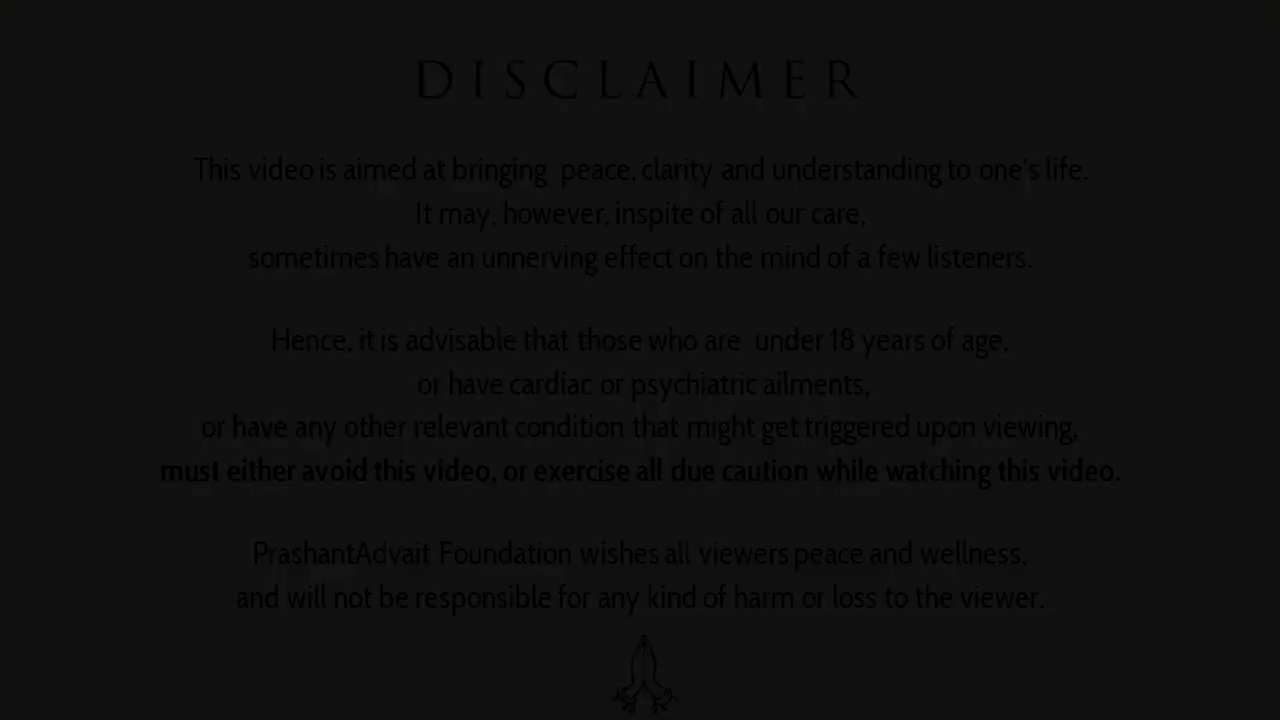 DISCLAIMER
This video is aimed at bringing peace, clarity and understanding to one's life.
It may, however, inspite of all our care,
sometimes have an unnerving effect on the mind of a few listeners.
Hence, it is advisable that those who are under 18 years of age,
or have cardiac or psychiatric ailments,
or have any other relevant condition that might get triggered upon viewing,
must either avoid this video, or exercise all due caution while watching this video.
PrashantAdvait Foundation wishes all viewers peace and wellness,
and will not be responsible for any kind of harm or loss to the viewer.